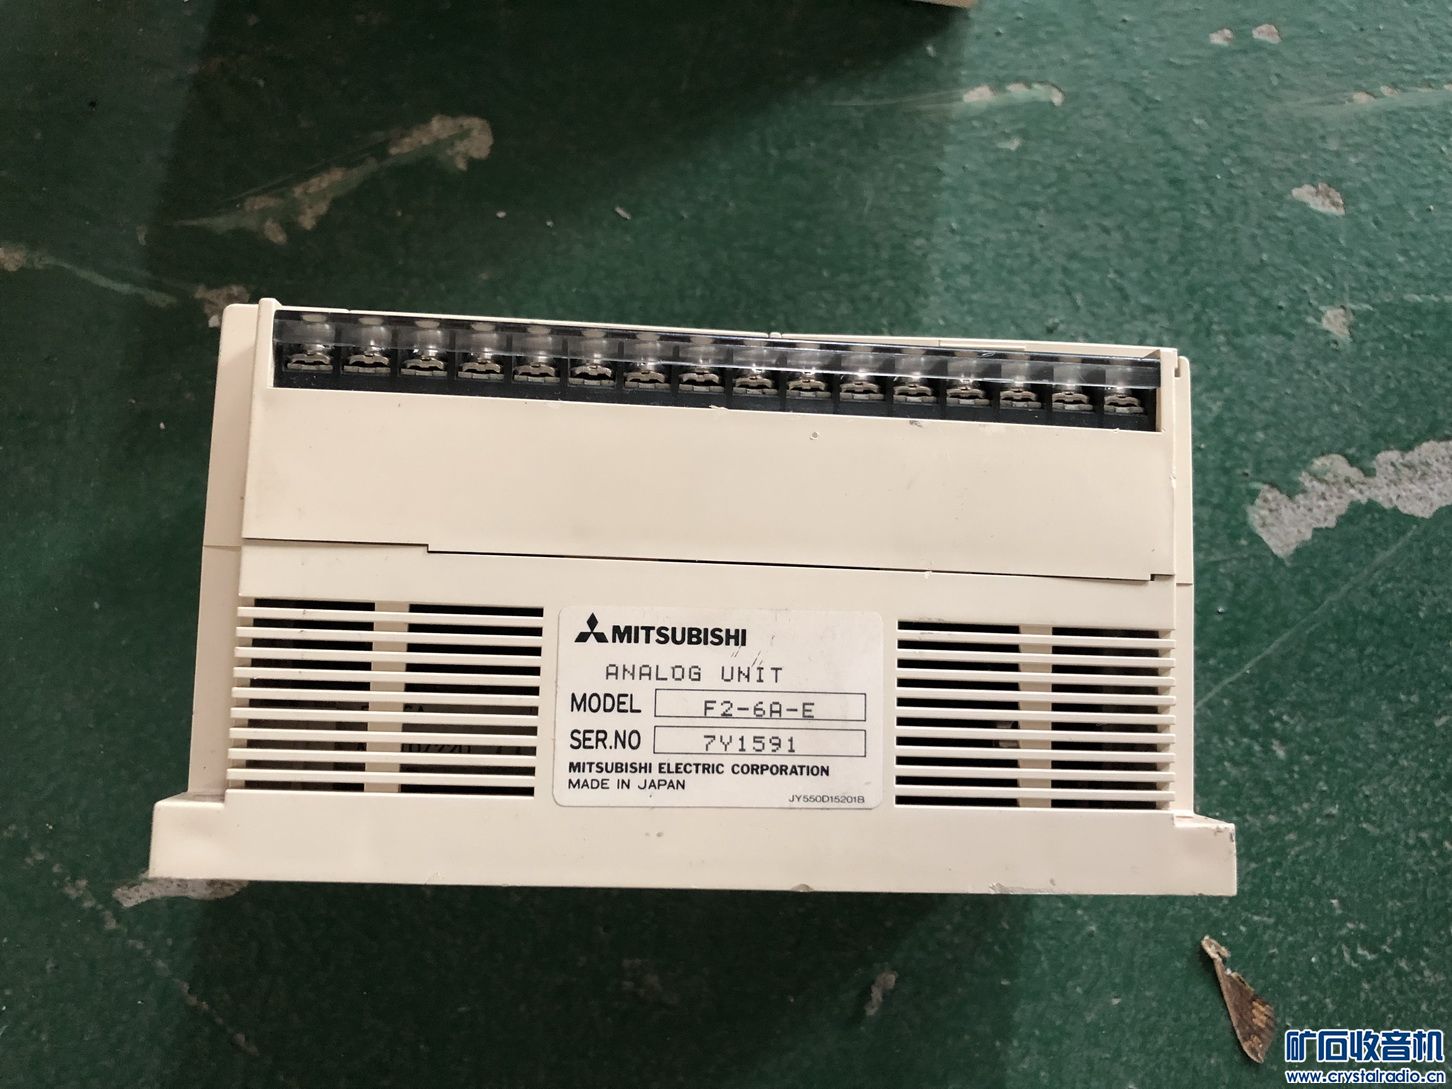 MITSUBISHI
ANALOG UNIT
MODEL F2-6A-E
SER.NO 7Y1591
MITSUBISHI ELECTRIC CORPORATION
MADE IN JAPAN
JY550D15201B
矿石收音机
www.crystalradio.cn